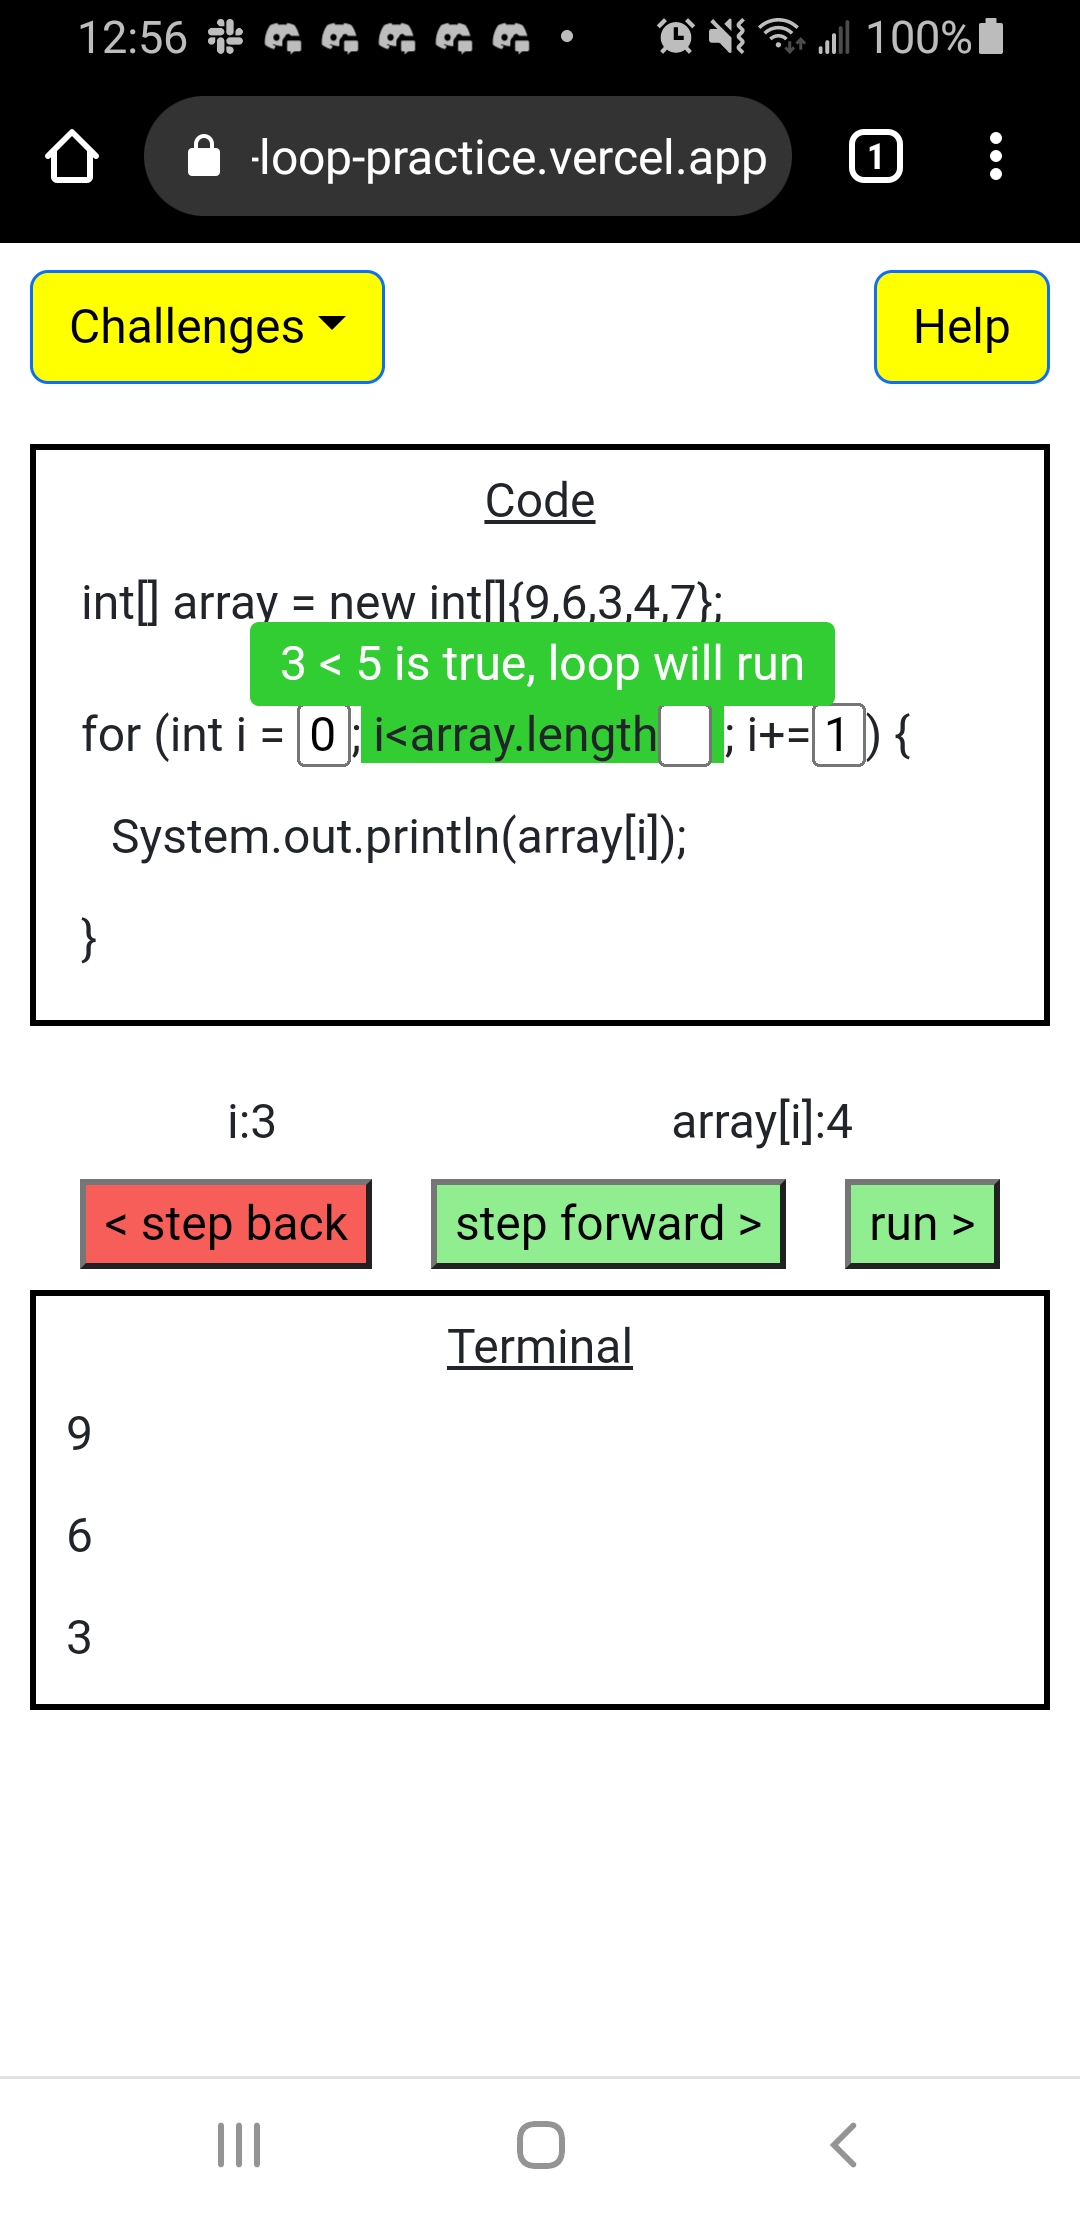 12:56 100%
-loop-practice.vercel.app 1
Challenges Help
Code
int[] array = new int[]{9,6,3,4,7};
3 < 5 is true, loop will run
for (int i = 0; i<array.length ; i+=1) {
System.out.println(array[i]);
}
i:3 array[i]:4
< step back step forward > run >
Terminal
9
6
3